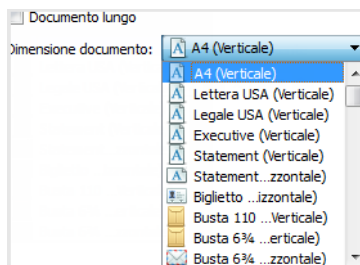 Documento lungo
Dimensione documento: A4 (Verticale)
A4 (Verticale)
Lettera USA (Verticale)
Legale USA (Verticale)
Executive (Verticale)
Statement (Verticale)
Statement...zzontale)
Biglietto ...izzontale)
Busta 110 ...Verticale)
Busta 6¾ ...erticale)
Busta 6¾ ...zzontale)